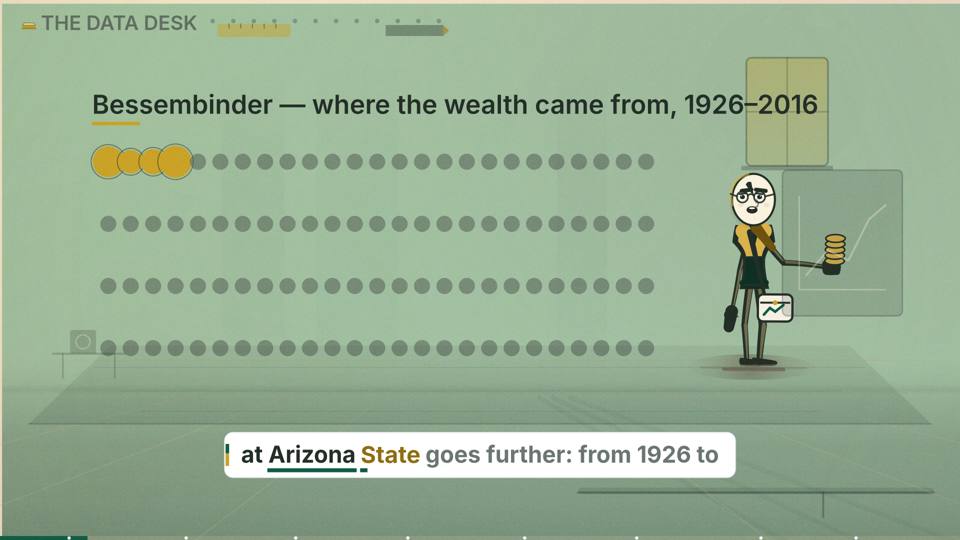 THE DATA DESK
Bessembinder — where the wealth came from, 1926–2016
at Arizona State goes further: from 1926 to